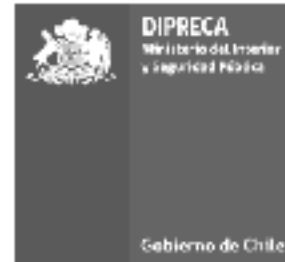 DIPRECA
Ministerio del Interior
y Seguridad Pública
Gobierno de Chile